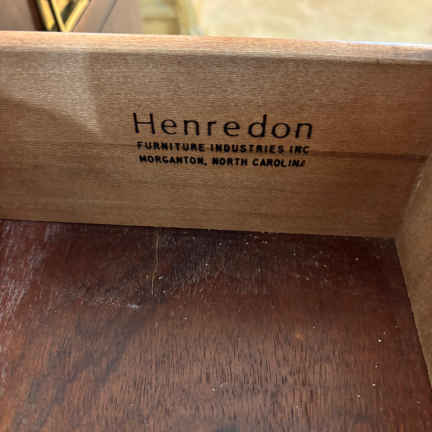 Henredon
FURNITURE INDUSTRIES INC
MORGANTON, NORTH CAROLINA